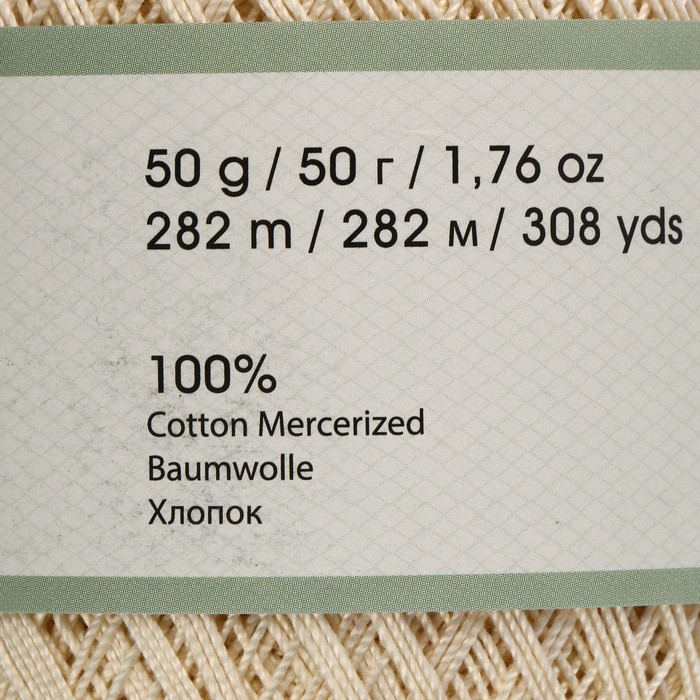 50 g / 50 г / 1,76 oz
282 m / 282 м / 308 yds
100%
Cotton Mercerized
Baumwolle
Хлопок